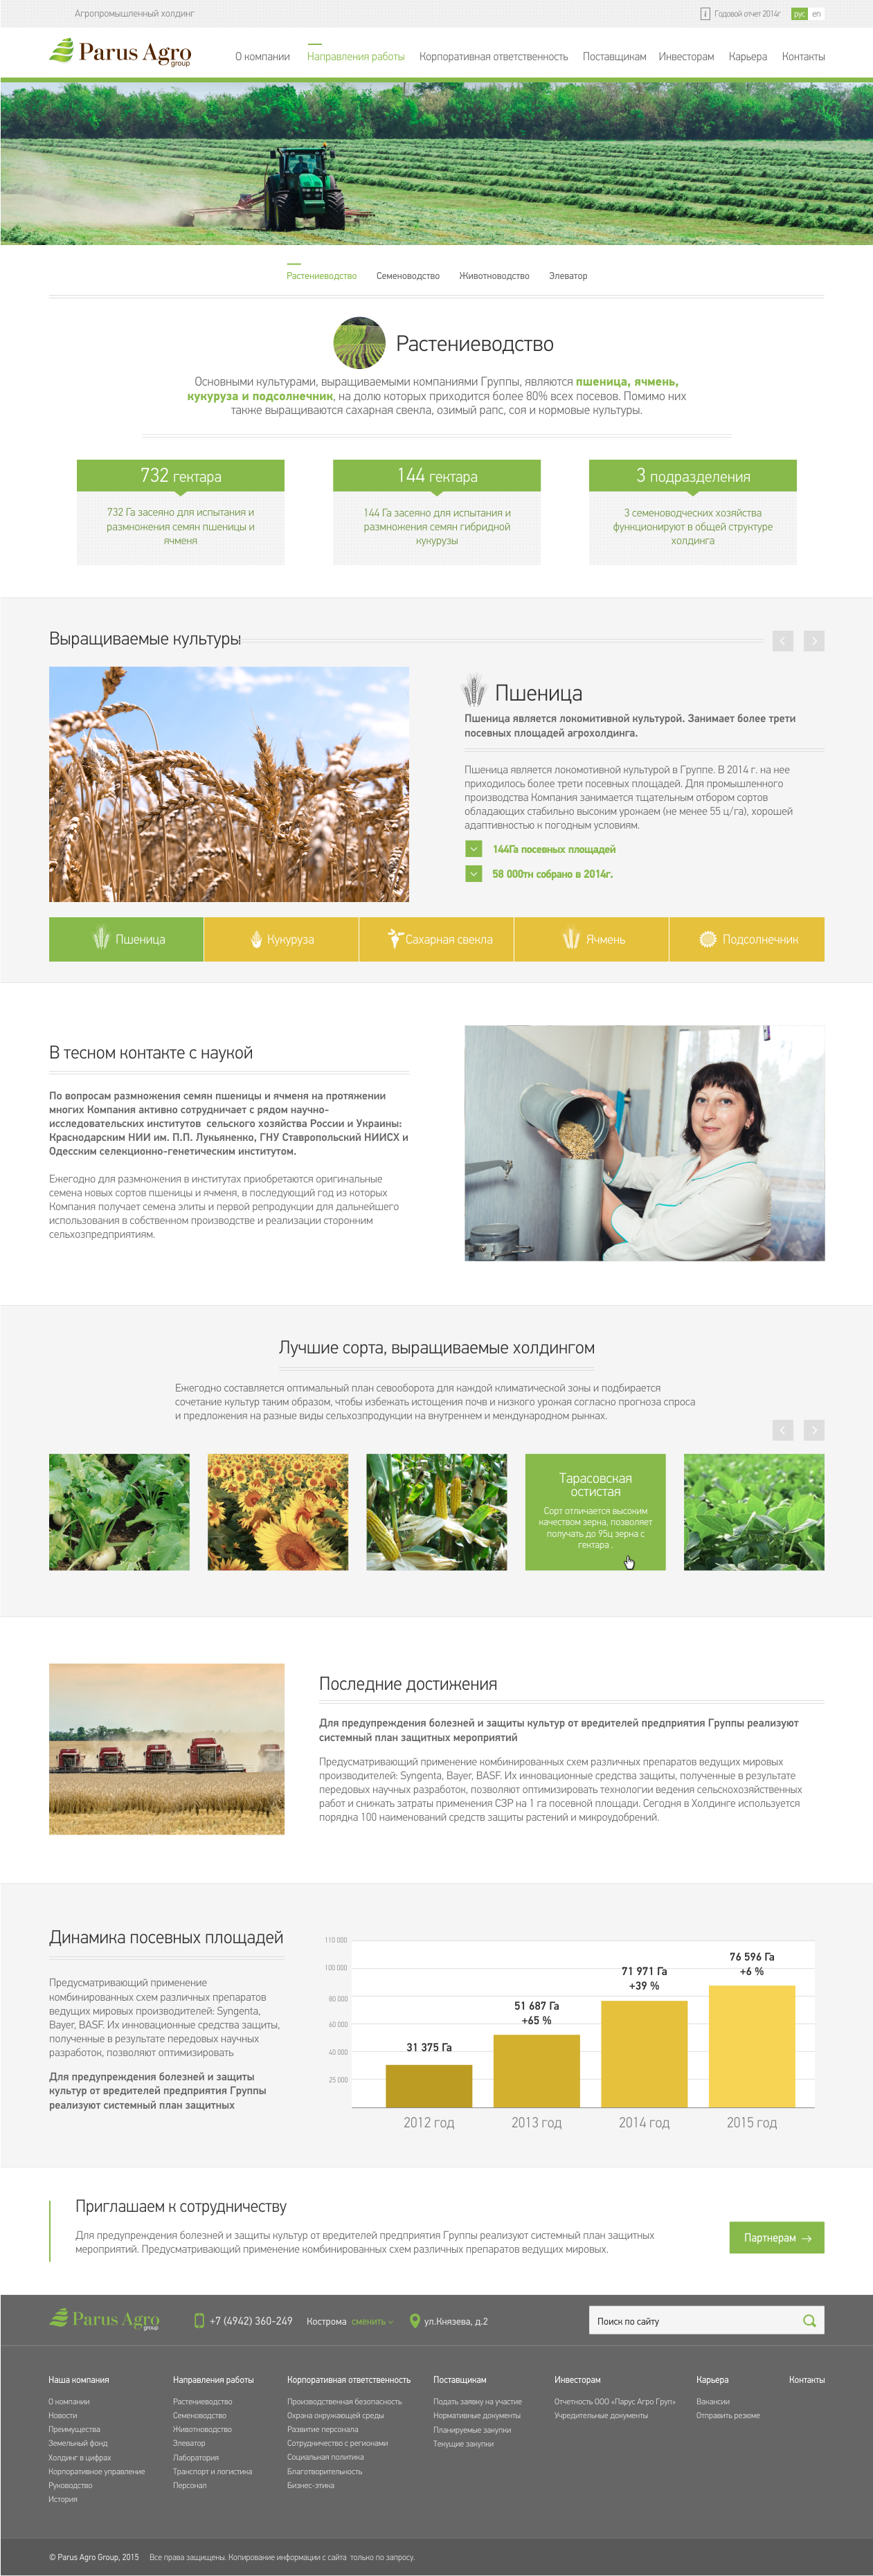 Агропромышленный холдинг
i Годовой отчет 2014г рус en
Parus Agro
group
О компании Направления работы Корпоративная ответственность Поставщикам Инвесторам Карьера Контакты
Растениеводство Семеноводство Животноводство Элеватор
Растениеводство
Основными культурами, выращиваемыми компаниями Группы, являются пшеница, ячмень,
кукуруза и подсолнечник, на долю которых приходится более 80% всех посевов. Помимо них
также выращиваются сахарная свекла, озимый рапс, соя и кормовые культуры.
732 гектара
732 Га засеяно для испытания и
размножения семян пшеницы и
ячменя
144 гектара
144 Га засеяно для испытания и
размножения семян гибридной
кукурузы
3 подразделения
3 семеноводческих хозяйства
функционируют в общей структуре
холдинга
Выращиваемые культуры
Пшеница
Пшеница является локомитивной культурой. Занимает более трети
посевных площадей агрохолдинга.
Пшеница является локомотивной культурой в Группе. В 2014 г. на нее
приходилось более трети посевных площадей. Для промышленного
производства Компания занимается тщательным отбором сортов
обладающих стабильно высоким урожаем (не менее 55 ц/га), хорошей
адаптивностью к погодным условиям.
144Га посевных площадей
58 000тн собрано в 2014г.
Пшеница Кукуруза Сахарная свекла Ячмень Подсолнечник
В тесном контакте с наукой
По вопросам размножения семян пшеницы и ячменя на протяжении
многих Компания активно сотрудничает с рядом научно-
исследовательских институтов сельского хозяйства России и Украины:
Краснодарским НИИ им. П.П. Лукьяненко, ГНУ Ставропольский НИИСХ и
Одесским селекционно-генетическим институтом.
Ежегодно для размножения в институтах приобретаются оригинальные
семена новых сортов пшеницы и ячменя, в последующий год из которых
Компания получает семена элиты и первой репродукции для дальнейшего
использования в собственном производстве и реализации сторонним
сельхозпредприятиям.
Лучшие сорта, выращиваемые холдингом
Ежегодно составляется оптимальный план севооборота для каждой климатической зоны и подбирается
сочетание культур таким образом, чтобы избежать истощения почв и низкого урожая согласно прогноза спроса
и предложения на разные виды сельхозпродукции на внутреннем и международном рынках.
Тарасовская
остистая
Сорт отличается высоким
качеством зерна, позволяет
получать до 95ц зерна с
гектара .
Последние достижения
Для предупреждения болезней и защиты культур от вредителей предприятия Группы реализуют
системный план защитных мероприятий
Предусматривающий применение комбинированных схем различных препаратов ведущих мировых
производителей: Syngenta, Bayer, BASF. Их инновационные средства защиты, полученные в результате
передовых научных разработок, позволяют оптимизировать технологии ведения сельскохозяйственных
работ и снижать затраты применения СЗР на 1 га посевной площади. Сегодня в Холдинге используется
порядка 100 наименований средств защиты растений и микроудобрений.
Динамика посевных площадей
Предусматривающий применение
комбинированных схем различных препаратов
ведущих мировых производителей: Syngenta,
Bayer, BASF. Их инновационные средства защиты,
полученные в результате передовых научных
разработок, позволяют оптимизировать
Для предупреждения болезней и защиты
культур от вредителей предприятия Группы
реализуют системный план защитных
110 000
100 000
80 000
60 000
40 000
25 000
31 375 Га
51 687 Га
+65 %
71 971 Га
+39 %
76 596 Га
+6 %
2012 год 2013 год 2014 год 2015 год
Приглашаем к сотрудничеству
Для предупреждения болезней и защиты культур от вредителей предприятия Группы реализуют системный план защитных
мероприятий. Предусматривающий применение комбинированных схем различных препаратов ведущих мировых.
Партнерам
Parus Agro
group
+7 (4942) 360-249 Кострома сменить ул.Князева, д.2
Поиск по сайту
Наша компания
О компании
Новости
Преимущества
Земельный фонд
Холдинг в цифрах
Корпоративное управление
Руководство
История
Направления работы
Растениеводство
Семеноводство
Животноводство
Элеватор
Лаборатория
Транспорт и логистика
Персонал
Корпоративная ответственность
Производственная безопасность
Охрана окружающей среды
Развитие персонала
Сотрудничество с регионами
Социальная политика
Благотворительность
Бизнес-этика
Поставщикам
Подать заявку на участие
Нормативные документы
Планируемые закупки
Текущие закупки
Инвесторам
Отчетность ООО «Парус Агро Груп»
Учредительные документы
Карьера
Вакансии
Отправить резюме
Контакты
© Parus Agro Group, 2015 Все права защищены. Копирование информации с сайта только по запросу.